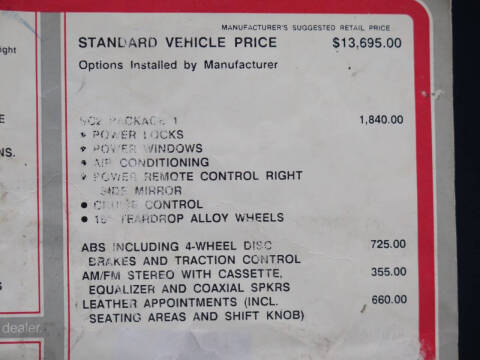 MANUFACTURER'S SUGGESTED RETAIL PRICE
STANDARD VEHICLE PRICE $13,695.00
Options Installed by Manufacturer
SC2 PACKAGE 1 1,840.00
• POWER LOCKS
• POWER WINDOWS
• AIR CONDITIONING
• POWER REMOTE CONTROL RIGHT
SIDE MIRROR
• CRUISE CONTROL
• 15" TEARDROP ALLOY WHEELS
ABS INCLUDING 4-WHEEL DISC 725.00
BRAKES AND TRACTION CONTROL
AM/FM STEREO WITH CASSETTE, 355.00
EQUALIZER AND COAXIAL SPKRS
LEATHER APPOINTMENTS (INCL. 660.00
SEATING AREAS AND SHIFT KNOB)
dealer.